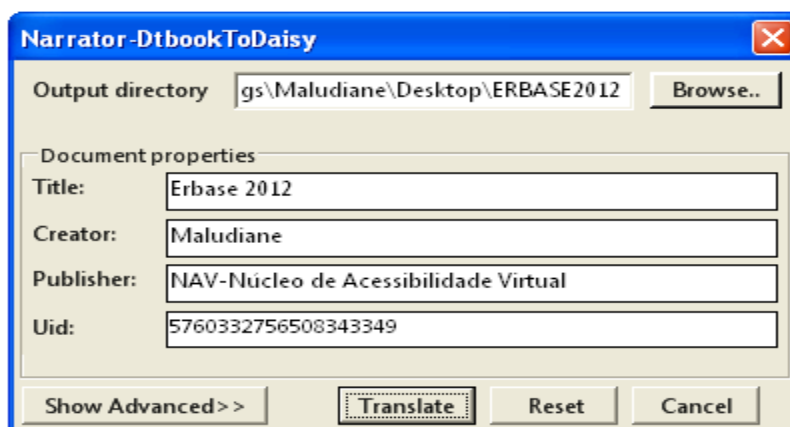 Narrator-DtbookToDaisy
Output directory gs\Maludiane\Desktop\ERBASE2012 Browse..
Document properties
Title: Erbase 2012
Creator: Maludiane
Publisher: NAV-Núcleo de Acessibilidade Virtual
Uid: 5760332756508343349
Show Advanced>> Translate Reset Cancel